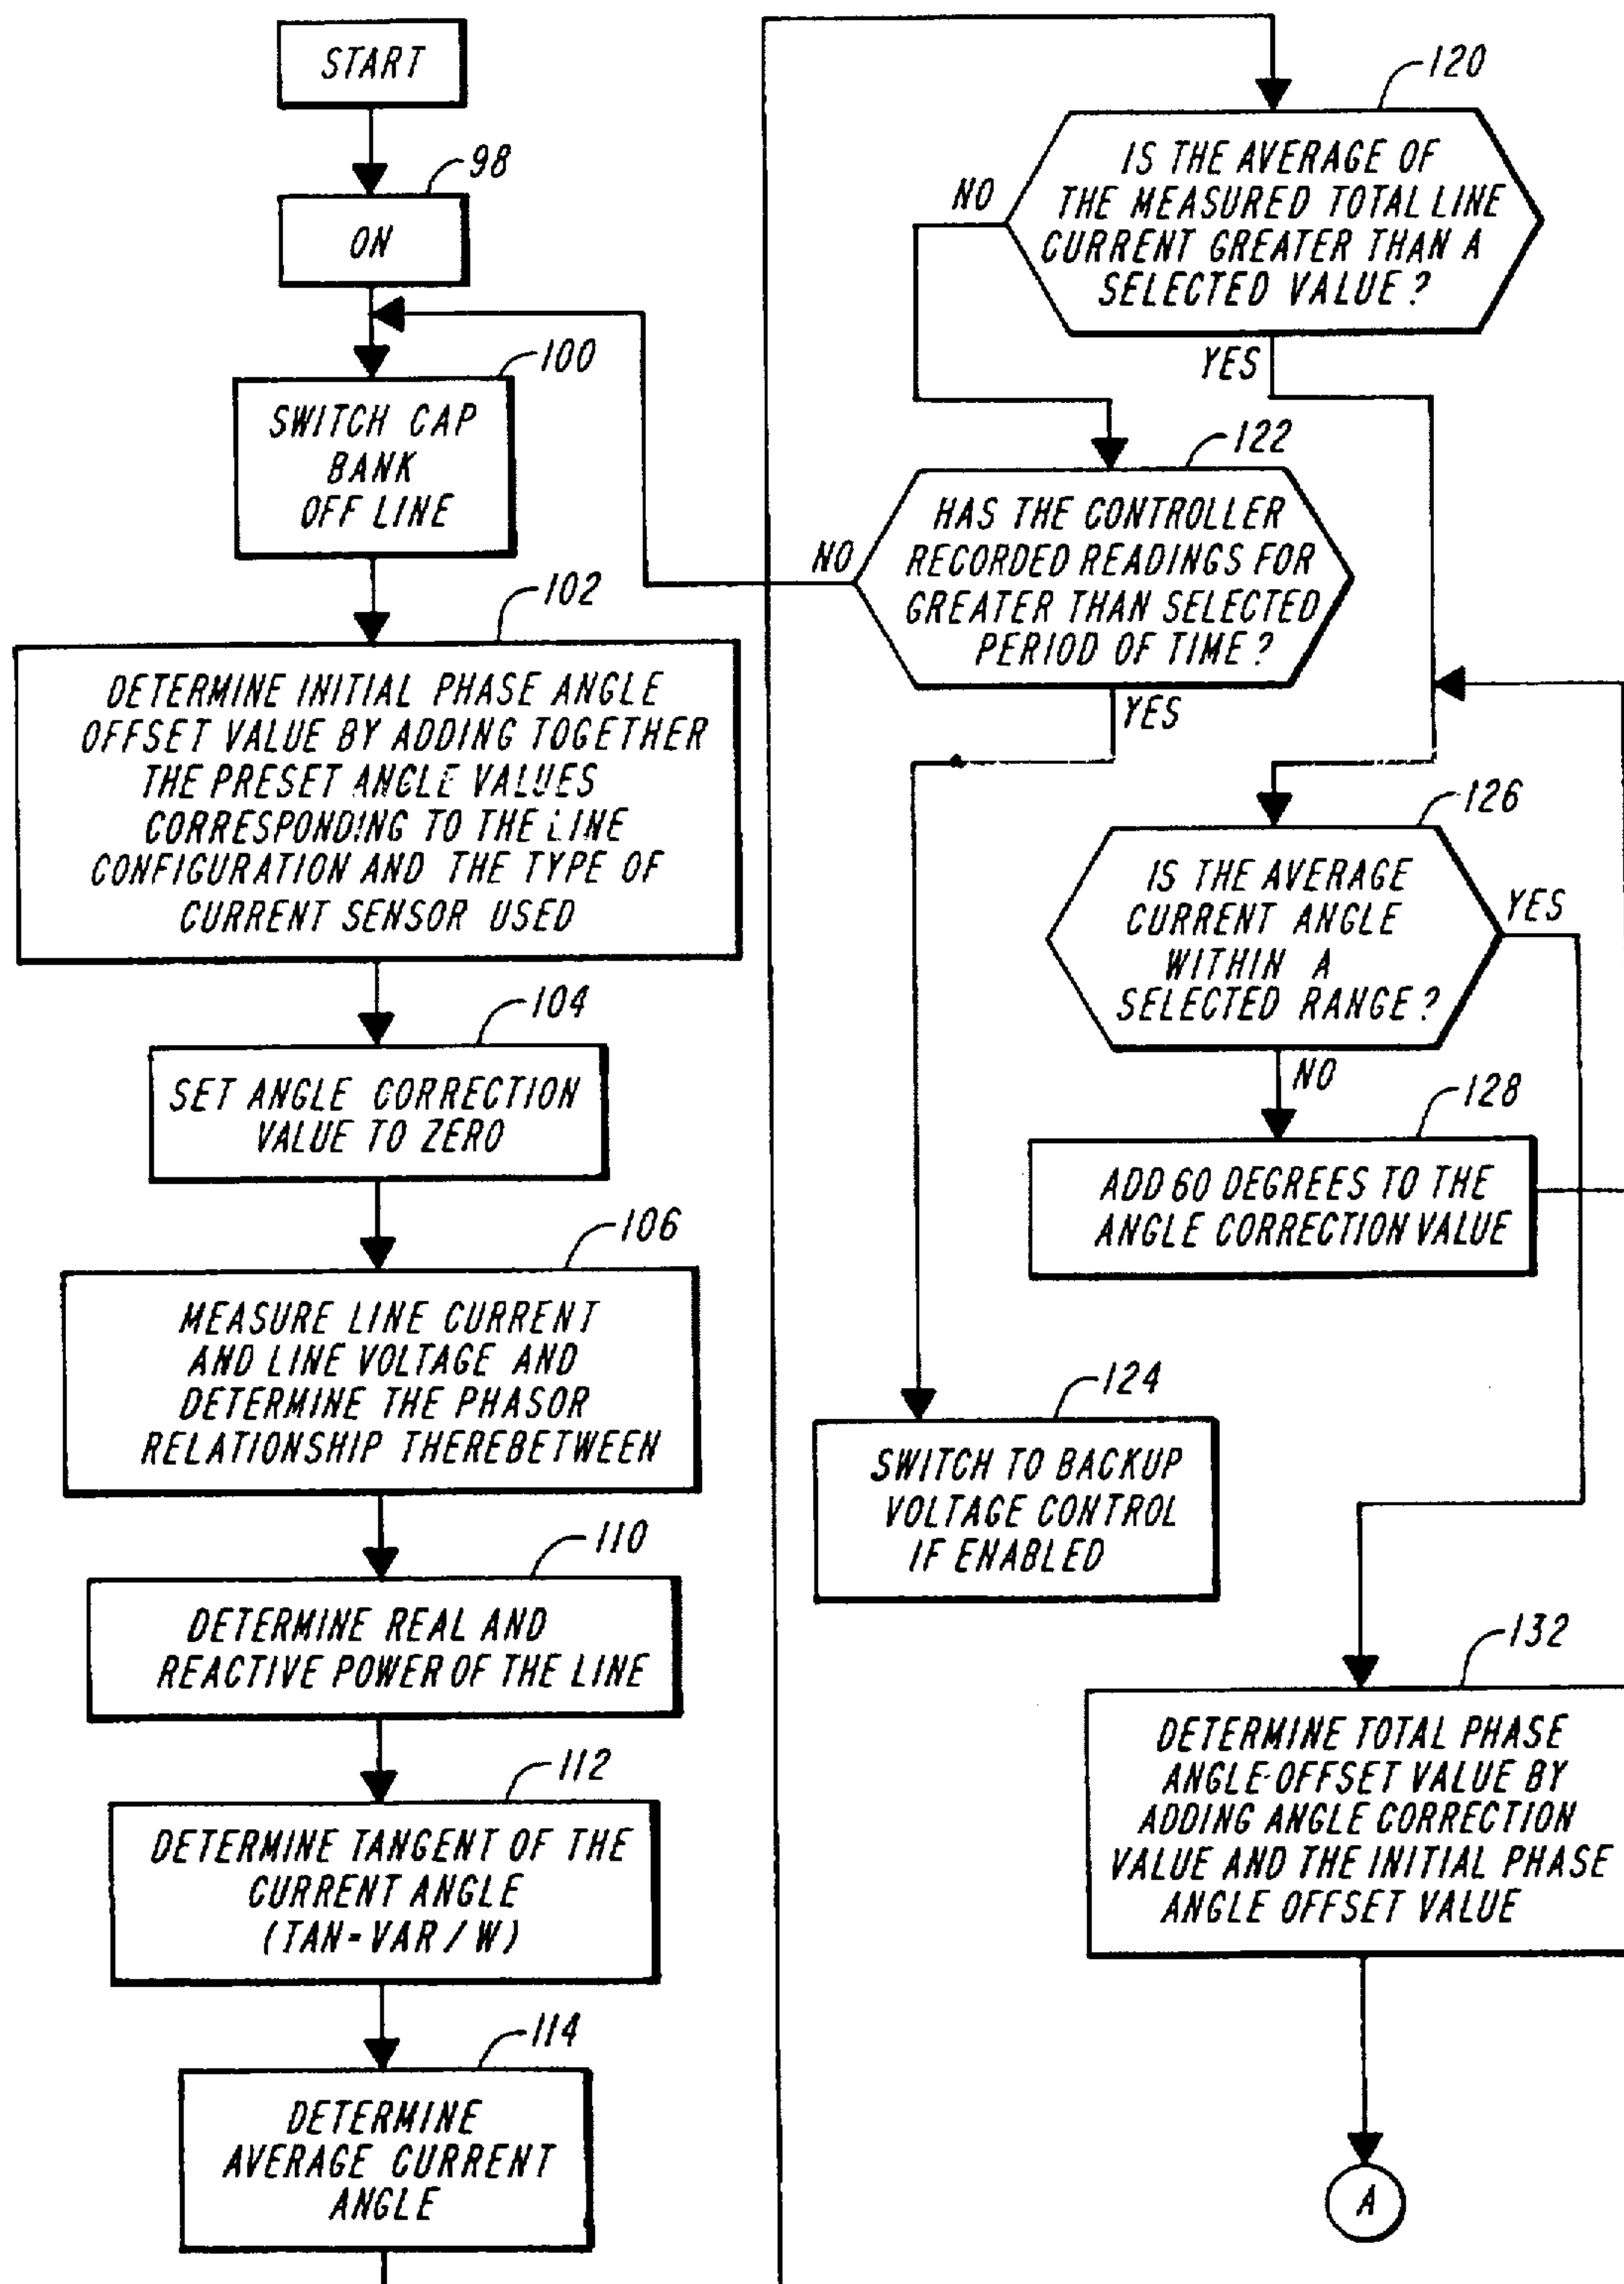 START
98
ON
100
SWITCH CAP
BANK
OFF LINE
102
DETERMINE INITIAL PHASE ANGLE
OFFSET VALUE BY ADDING TOGETHER
THE PRESET ANGLE VALUES
CORRESPONDING TO THE LINE
CONFIGURATION AND THE TYPE OF
CURRENT SENSOR USED
104
SET ANGLE CORRECTION
VALUE TO ZERO
106
MEASURE LINE CURRENT
AND LINE VOLTAGE AND
DETERMINE THE PHASOR
RELATIONSHIP THEREBETWEEN
110
DETERMINE REAL AND
REACTIVE POWER OF THE LINE
112
DETERMINE TANGENT OF THE
CURRENT ANGLE
(TAN=VAR/W)
114
DETERMINE
AVERAGE CURRENT
ANGLE
120
IS THE AVERAGE OF
THE MEASURED TOTAL LINE
CURRENT GREATER THAN A
SELECTED VALUE?
NO
YES
122
HAS THE CONTROLLER
RECORDED READINGS FOR
GREATER THAN SELECTED
PERIOD OF TIME?
NO
YES
126
IS THE AVERAGE
CURRENT ANGLE
WITHIN A
SELECTED RANGE?
YES
NO
128
ADD 60 DEGREES TO THE
ANGLE CORRECTION VALUE
124
SWITCH TO BACKUP
VOLTAGE CONTROL
IF ENABLED
132
DETERMINE TOTAL PHASE
ANGLE OFFSET VALUE BY
ADDING ANGLE CORRECTION
VALUE AND THE INITIAL PHASE
ANGLE OFFSET VALUE
A